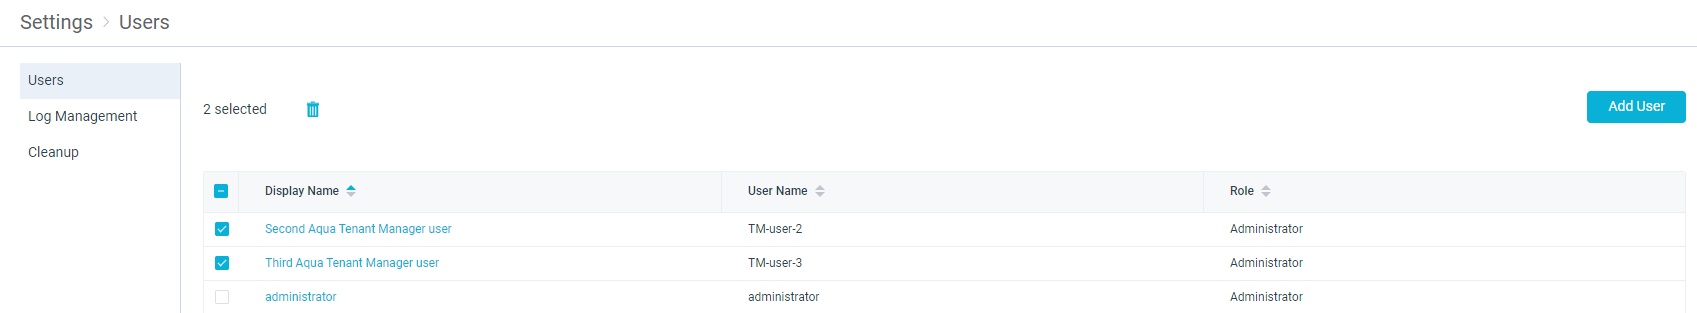 Settings > Users
Users
Log Management
Cleanup
2 selected
Add User
Display Name User Name Role
Second Aqua Tenant Manager user TM-user-2 Administrator
Third Aqua Tenant Manager user TM-user-3 Administrator
administrator administrator Administrator